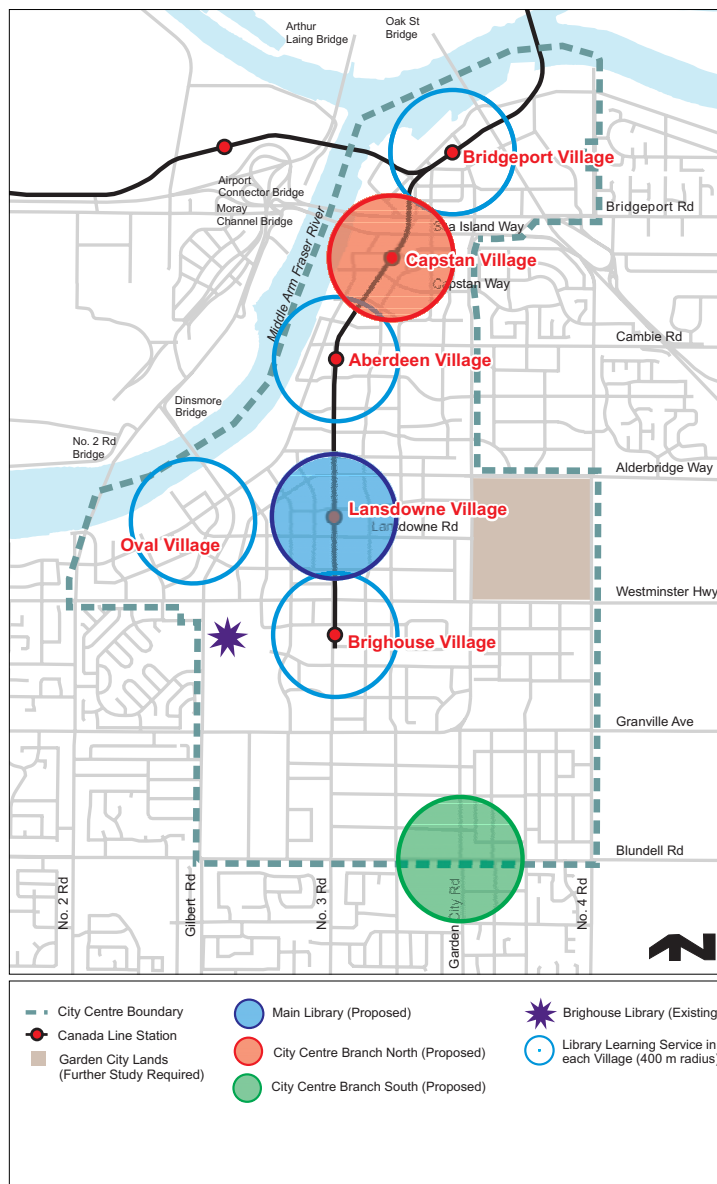 Arthur
Laing Bridge
Oak St
Bridge
Bridgeport Village
Airport
Connector Bridge
Moray
Channel Bridge
Bridgeport Rd
Sea Island Way
Middle Arm Fraser River
Capstan Village
Capstan Way
Cambie Rd
Aberdeen Village
Dinsmore
Bridge
No. 2 Rd
Bridge
Alderbridge Way
Lansdowne Village
Lansdowne Rd
Oval Village
Westminster Hwy
Brighouse Village
Granville Ave
Blundell Rd
No. 2 Rd
Gilbert Rd
No. 3 Rd
Garden City Rd
No. 4 Rd
N
City Centre Boundary
Canada Line Station
Garden City Lands
(Further Study Required)
Main Library (Proposed)
City Centre Branch North (Proposed)
City Centre Branch South (Proposed)
Brighouse Library (Existing
Library Learning Service in
each Village (400 m radius)